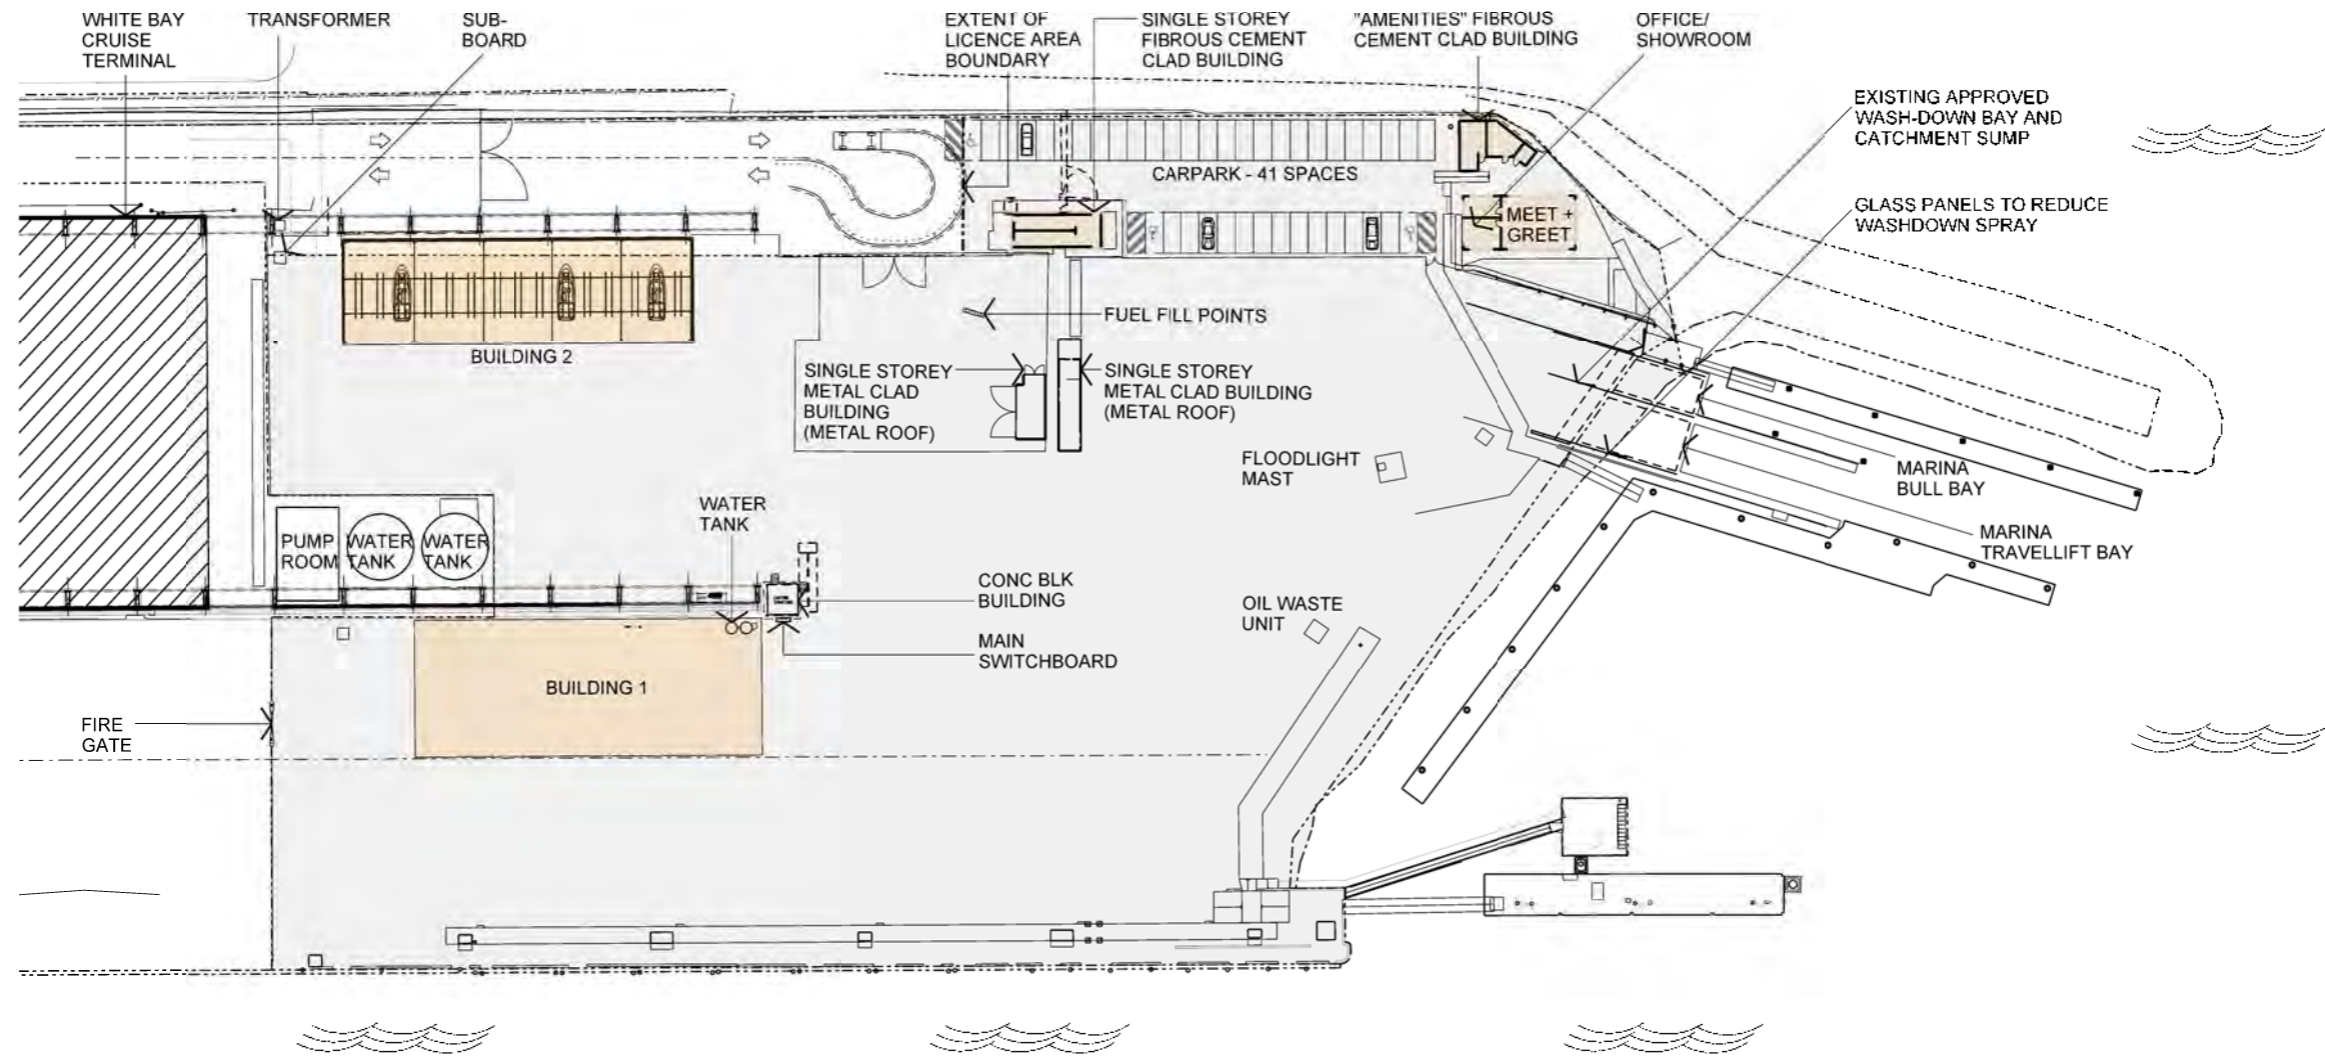 WHITE BAY
CRUISE
TERMINAL
TRANSFORMER
SUB-
BOARD
EXTENT OF
LICENCE AREA
BOUNDARY
SINGLE STOREY
FIBROUS CEMENT
CLAD BUILDING
"AMENITIES" FIBROUS
CEMENT CLAD BUILDING
OFFICE/
SHOWROOM
EXISTING APPROVED
WASH-DOWN BAY AND
CATCHMENT SUMP
CARPARK - 41 SPACES
GLASS PANELS TO REDUCE
WASHDOWN SPRAY
MEET +
GREET
FUEL FILL POINTS
BUILDING 2
SINGLE STOREY
METAL CLAD
BUILDING
(METAL ROOF)
SINGLE STOREY
METAL CLAD BUILDING
(METAL ROOF)
FLOODLIGHT
MAST
MARINA
BULL BAY
WATER
TANK
PUMP
ROOM
WATER
TANK
WATER
TANK
MARINA
TRAVELLIFT BAY
CONC BLK
BUILDING
OIL WASTE
UNIT
MAIN
SWITCHBOARD
BUILDING 1
FIRE
GATE